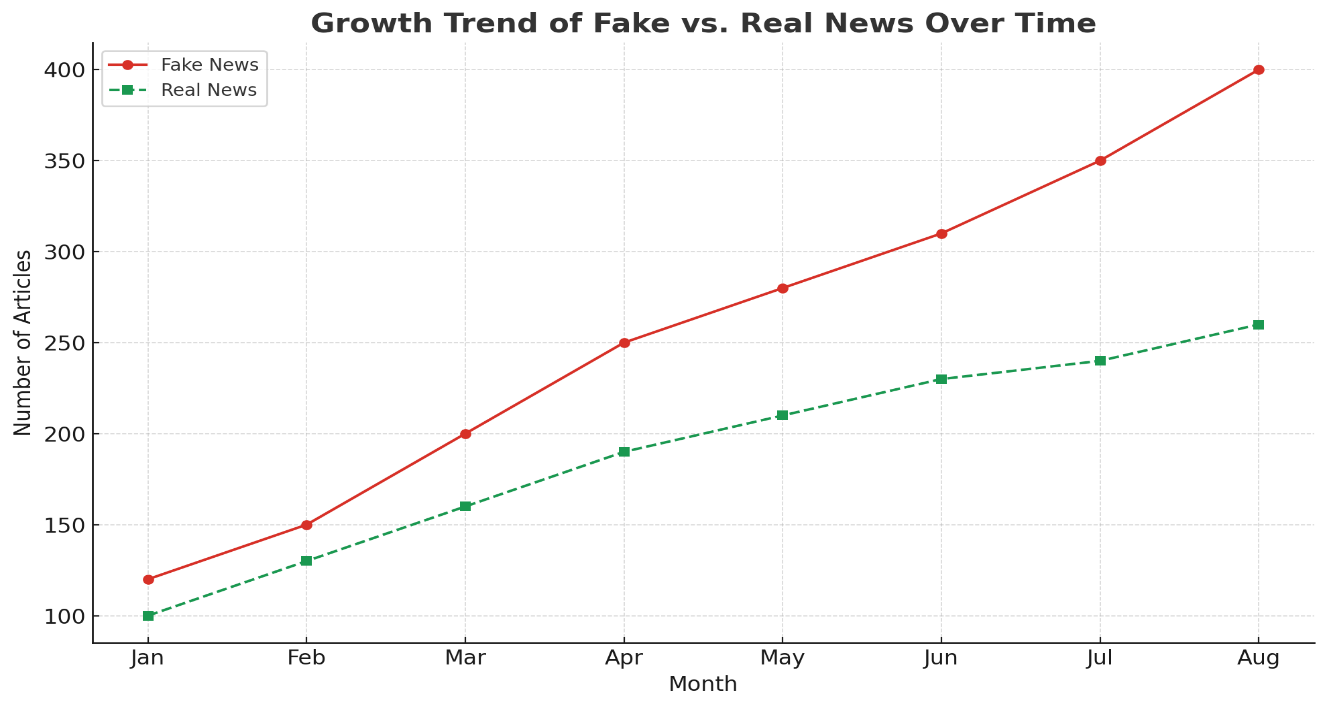 Growth Trend of Fake vs. Real News Over Time
Fake News
Real News
400
350
300
250
200
150
100
Number of Articles
Jan Feb Mar Apr May Jun Jul Aug
Month